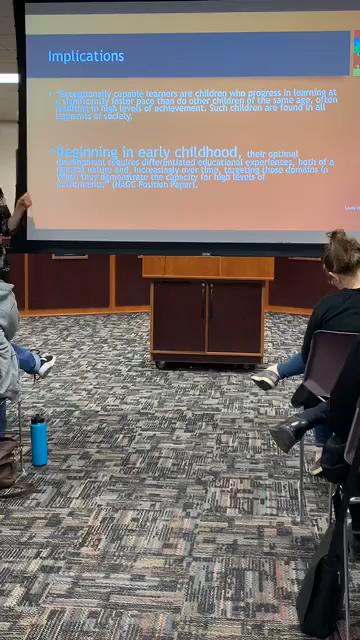 Implications
• "Exceptionally capable learners are children who progress in learning at
a significantly faster pace than do other children of the same age, often
resulting in high levels of achievement. Such children are found in all
segments of society.
• Beginning in early childhood, their optimal
development requires differentiated educational experiences, both of a
general nature and, increasingly over time, targeting those domains in
which they demonstrate the capacity for high levels of
(NAGC Position Paper).